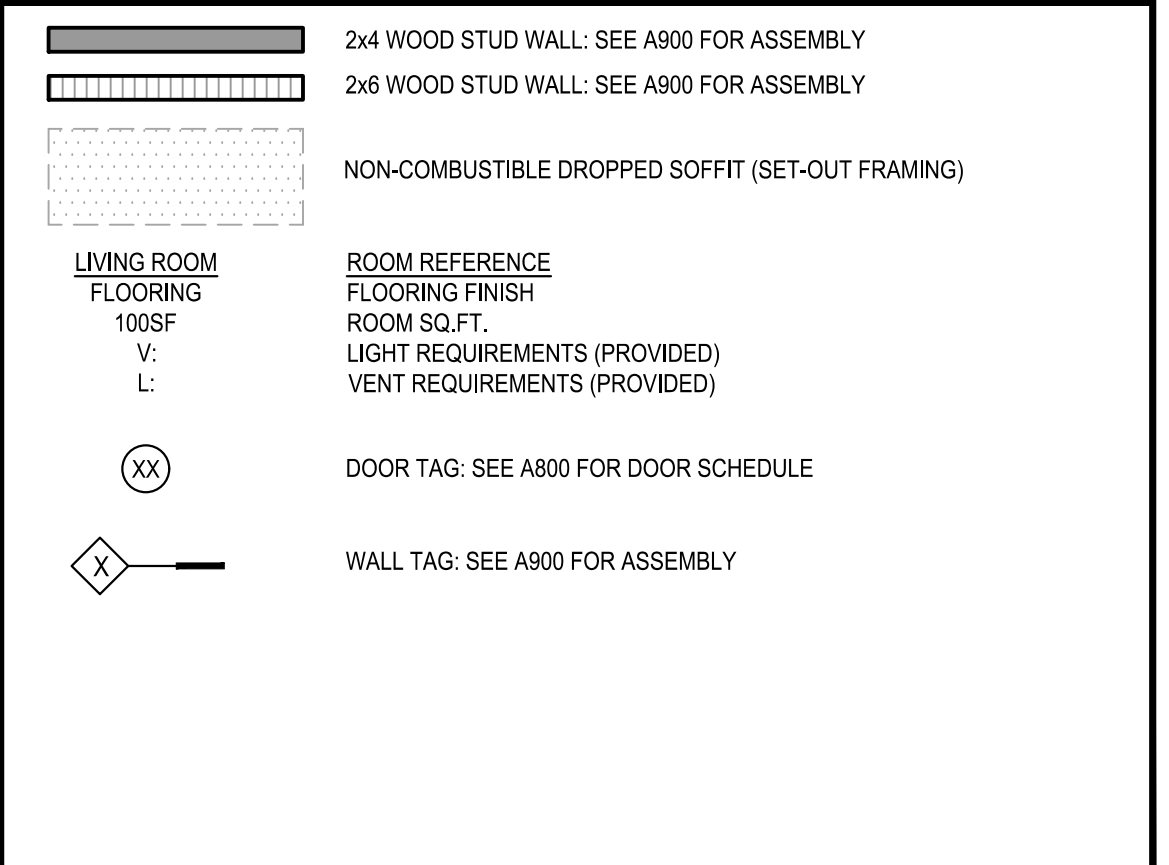 2x4 WOOD STUD WALL: SEE A900 FOR ASSEMBLY
2x6 WOOD STUD WALL: SEE A900 FOR ASSEMBLY
NON-COMBUSTIBLE DROPPED SOFFIT (SET-OUT FRAMING)
LIVING ROOM ROOM REFERENCE
FLOORING FLOORING FINISH
100SF ROOM SQ.FT.
V: LIGHT REQUIREMENTS (PROVIDED)
L: VENT REQUIREMENTS (PROVIDED)
XX DOOR TAG: SEE A800 FOR DOOR SCHEDULE
X WALL TAG: SEE A900 FOR ASSEMBLY